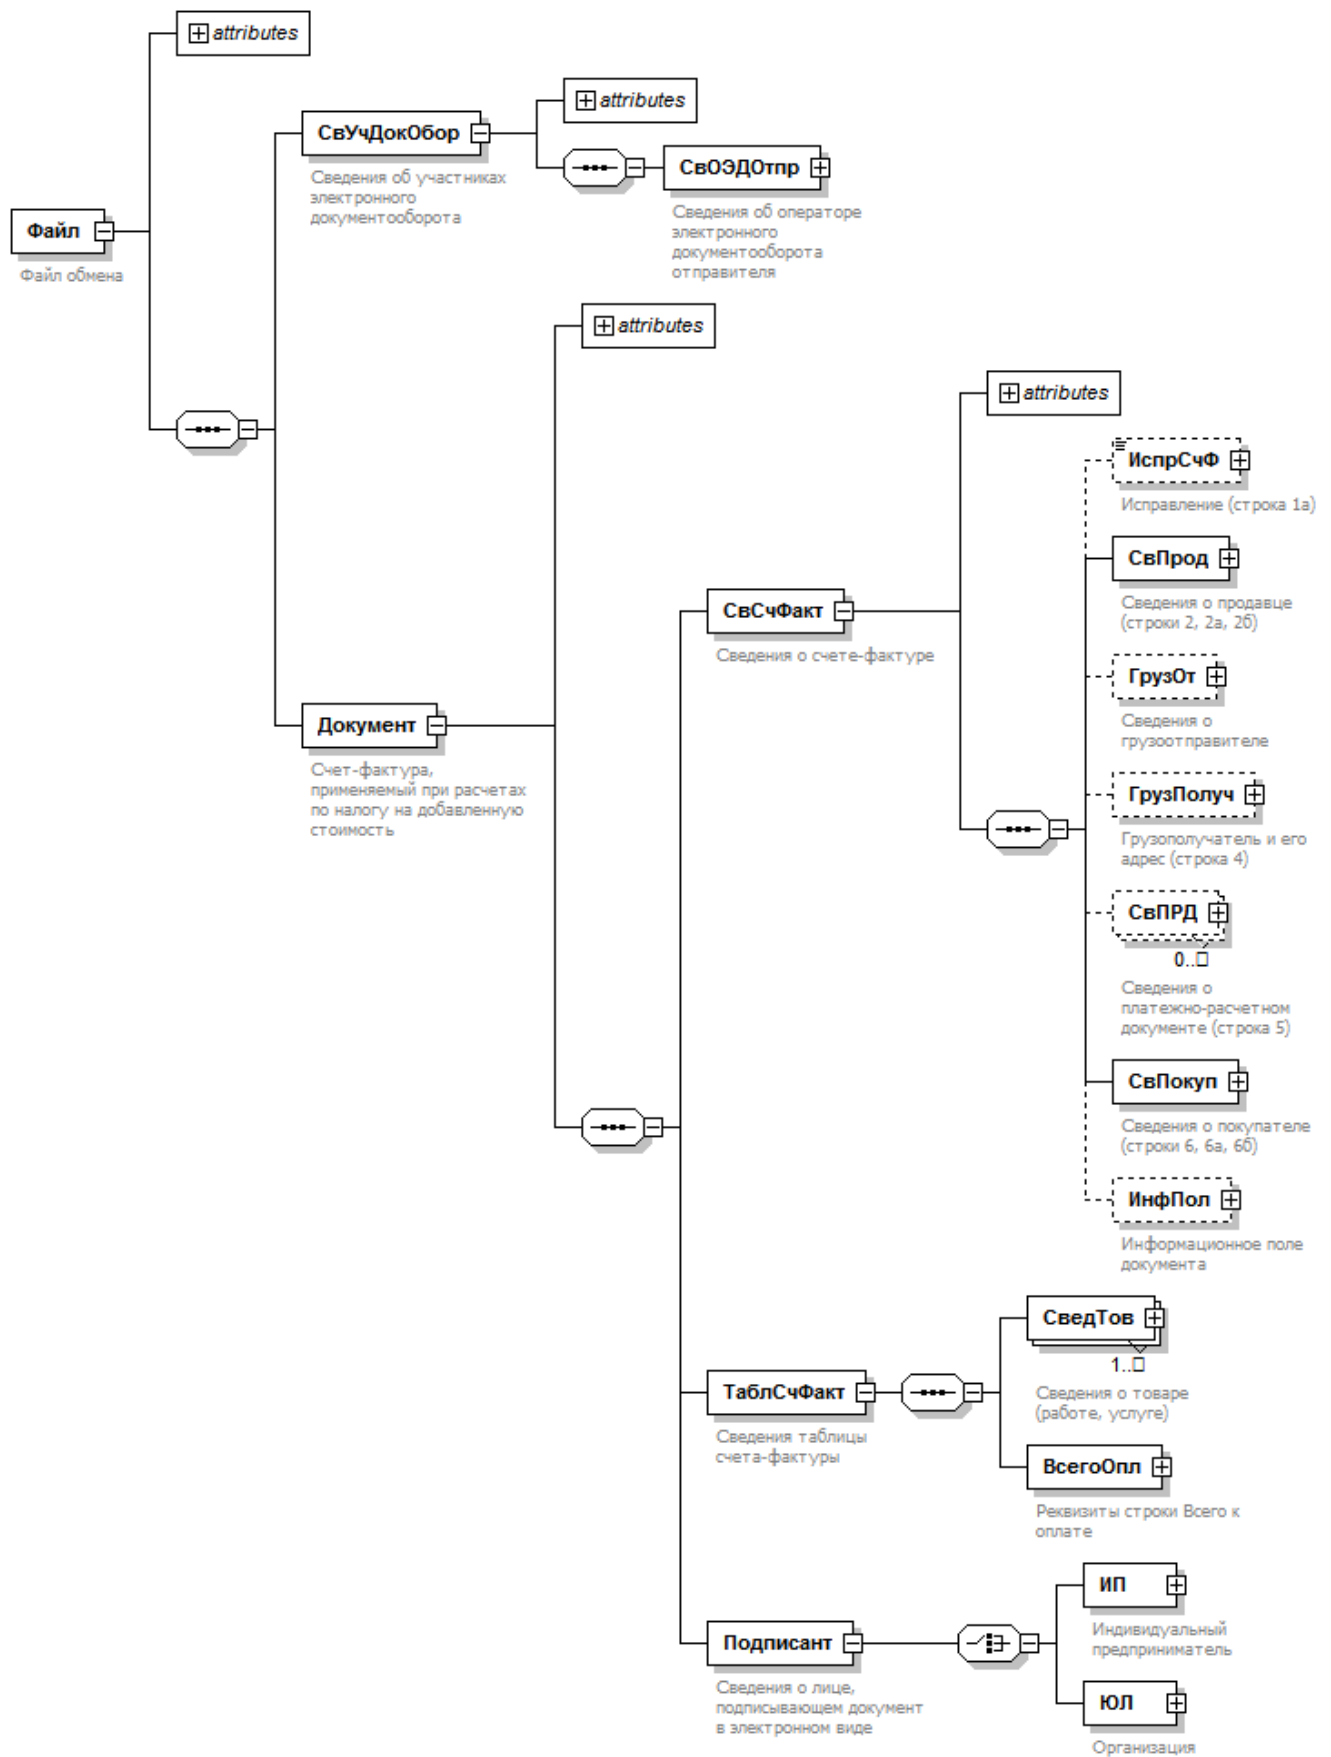 attributes
attributes
СвУчДокОбор
Сведения об участниках
электронного
документооборота
СвОЭДОтпр
Сведения об операторе
электронного
документооборота
отправителя
Файл
Файл обмена
attributes
attributes
ИспрСчФ
Исправление (строка 1а)
СвПрод
Сведения о продавце
(строки 2, 2а, 2б)
СвСчФакт
Сведения о счете-фактуре
ГрузОт
Сведения о
грузоотправителе
Документ
Счет-фактура,
применяемый при расчетах
по налогу на добавленную
стоимость
ГрузПолуч
Грузополучатель и его
адрес (строка 4)
СвПРД
0..□
Сведения о
платежно-расчетном
документе (строка 5)
СвПокуп
Сведения о покупателе
(строки 6, 6а, 6б)
ИнфПол
Информационное поле
документа
СведТов
1..□
Сведения о товаре
(работе, услуге)
ТаблСчФакт
Сведения таблицы
счета-фактуры
ВсегоОпл
Реквизиты строки Всего к
оплате
ИП
Индивидуальный
предприниматель
Подписант
Сведения о лице,
подписывающем документ
в электронном виде
ЮЛ
Организация